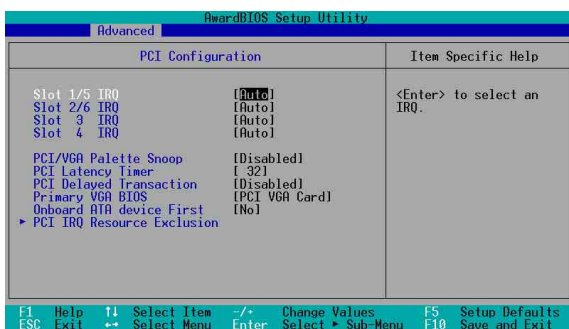 AwardBIOS Setup Utility
Advanced
PCI Configuration
Item Specific Help
Slot 1/5 IRQ [Auto]
<Enter> to select an
Slot 2/6 IRQ [Auto]
IRQ.
Slot 3 IRQ [Auto]
Slot 4 IRQ [Auto]
PCI/VGA Palette Snoop [Disabled]
PCI Latency Timer [ 32]
PCI Delayed Transaction [Disabled]
Primary VGA BIOS [PCI VGA Card]
Onboard ATA device First [No]
▸ PCI IRQ Resource Exclusion
F1 Help ↑↓ Select Item -/+ Change Values F5 Setup Defaults
ESC Exit ←→ Select Menu Enter Select ▸ Sub-Menu F10 Save and Exit